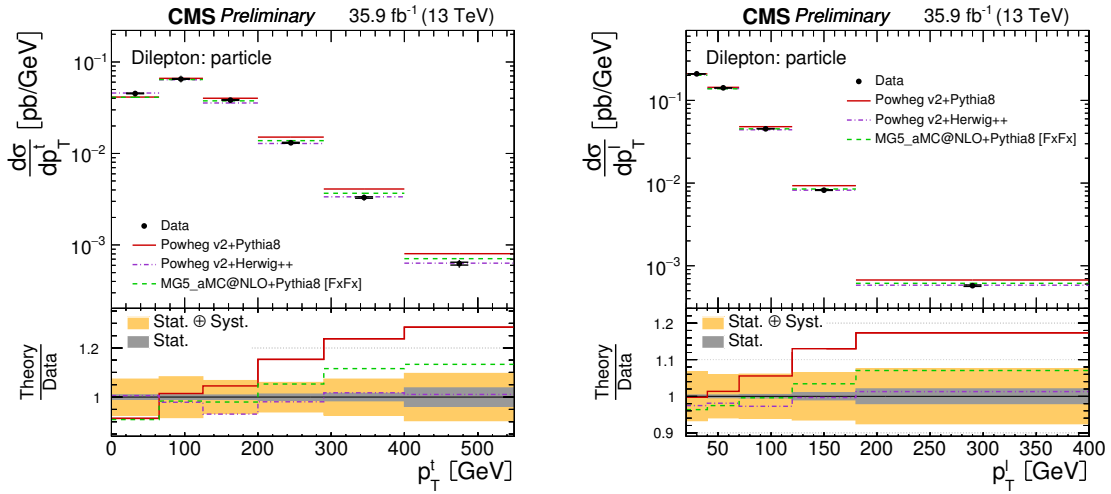 CMS Preliminary 35.9 fb⁻¹ (13 TeV)
Dilepton: particle
dσ/dp_T^t [pb/GeV]
10⁻¹
10⁻²
10⁻³
Data
Powheg v2+Pythia8
Powheg v2+Herwig++
MG5_aMC@NLO+Pythia8 [FxFx]
Stat. ⊕ Syst.
Stat.
Theory
Data
1.2
1
0 100 200 300 400 500
p_T^t [GeV]
CMS Preliminary 35.9 fb⁻¹ (13 TeV)
Dilepton: particle
dσ/dp_T^l [pb/GeV]
10⁻¹
10⁻²
10⁻³
Data
Powheg v2+Pythia8
Powheg v2+Herwig++
MG5_aMC@NLO+Pythia8 [FxFx]
Stat. ⊕ Syst.
Stat.
Theory
Data
1.2
1.1
1
0.9
50 100 150 200 250 300 350 400
p_T^l [GeV]